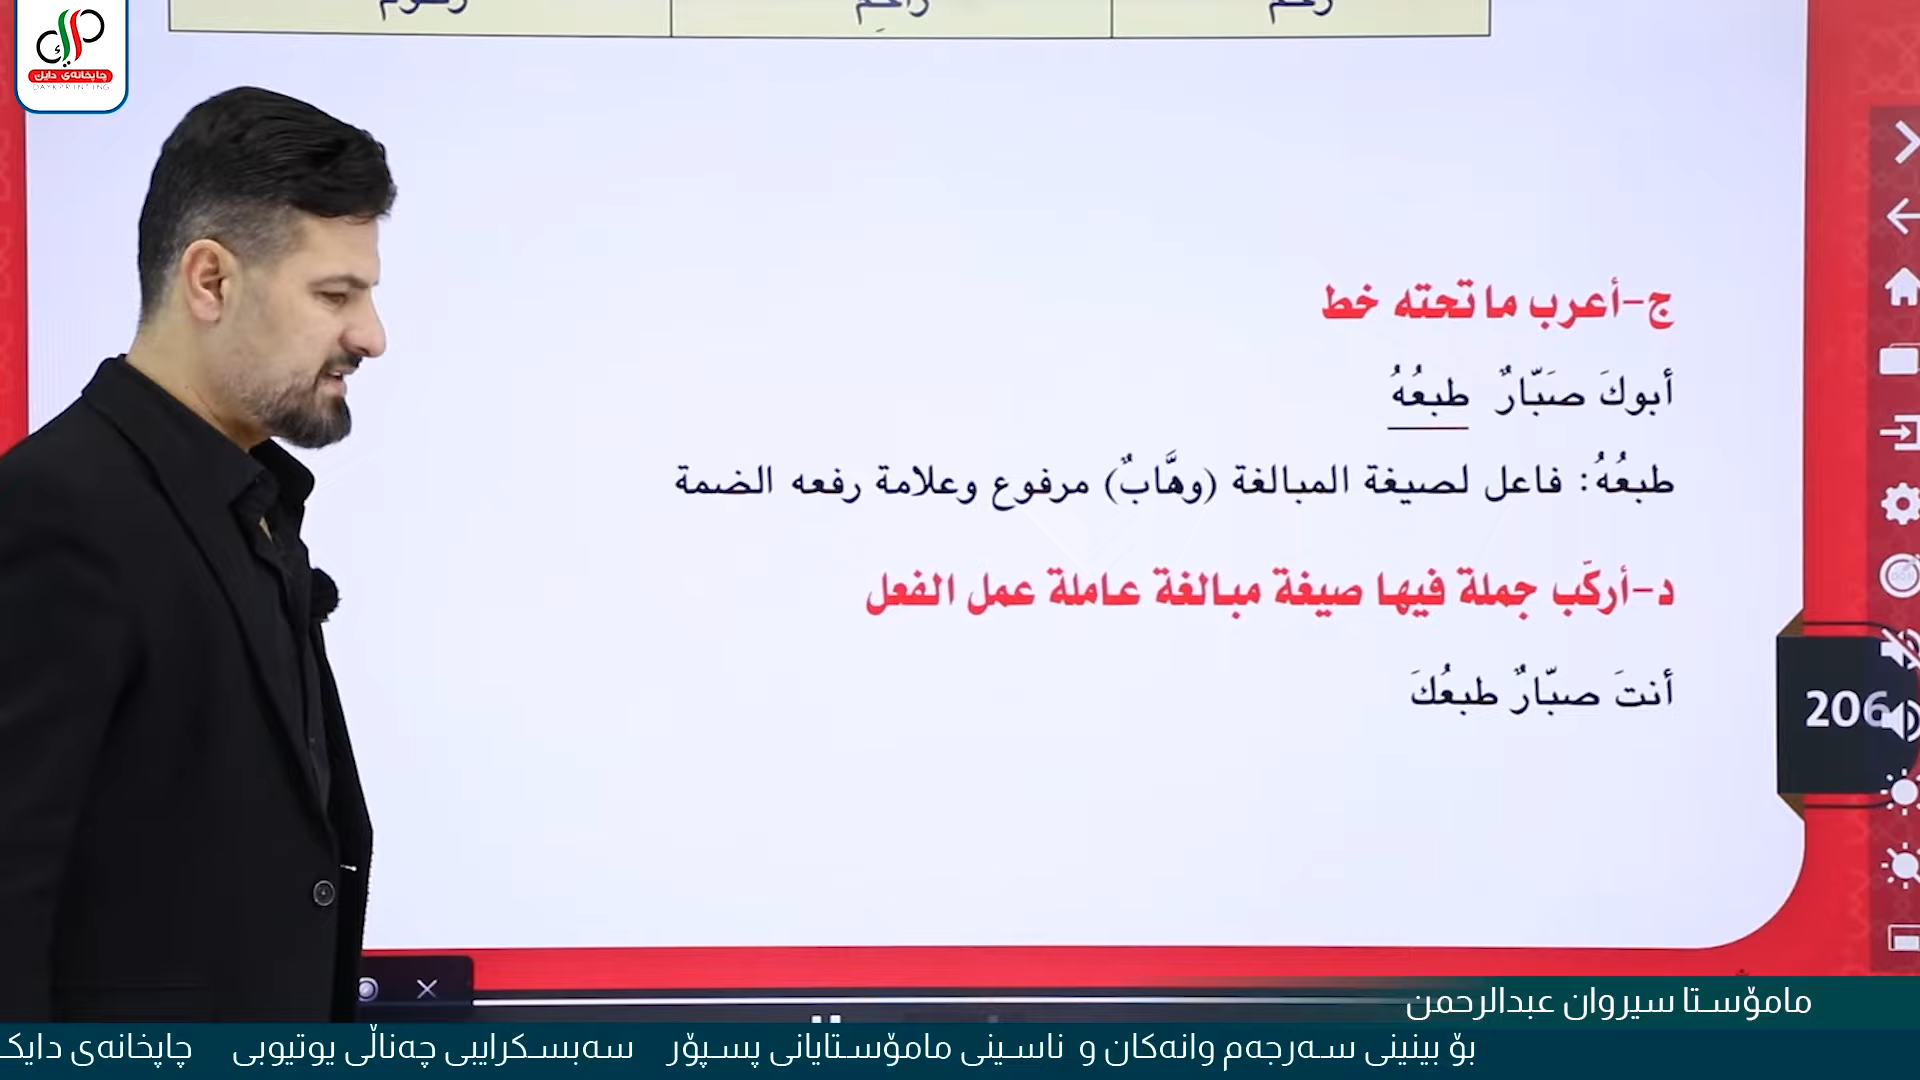 چاپخانەی دایک
DAYK PRINTING
ج-أعرب ما تحته خط
أبوكَ صَبّارٌ طبعُهُ
طبعُهُ: فاعل لصيغة المبالغة (وهَّابٌ) مرفوع وعلامة رفعه الضمة
د-أركّب جملة فيها صيغة مبالغة عاملة عمل الفعل
أنتَ صبّارٌ طبعُكَ
206
مامۆستا سیروان عبدالرحمن
بۆ بینینی سەرجەم وانەکان و ناسینی مامۆستایانی پسپۆر سەبسکرایبی چەناڵی یوتیوبی چاپخانەی دایک